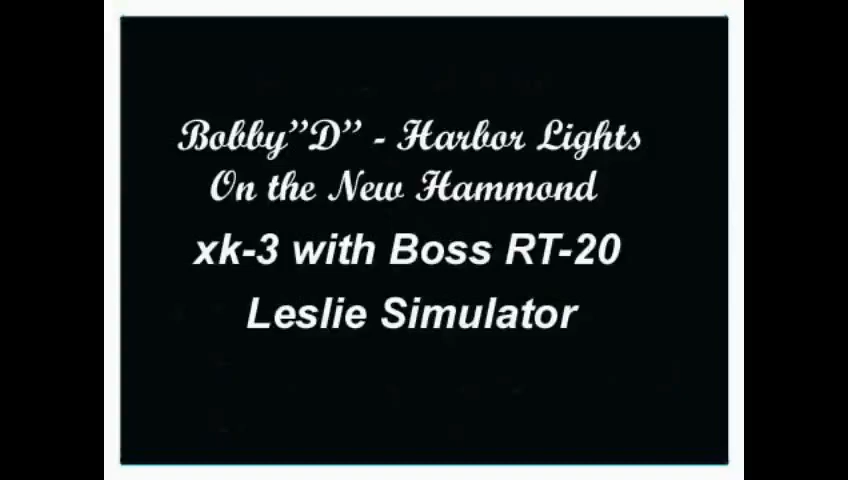 Bobby”D” - Harbor Lights
On the New Hammond
xk-3 with Boss RT-20
Leslie Simulator